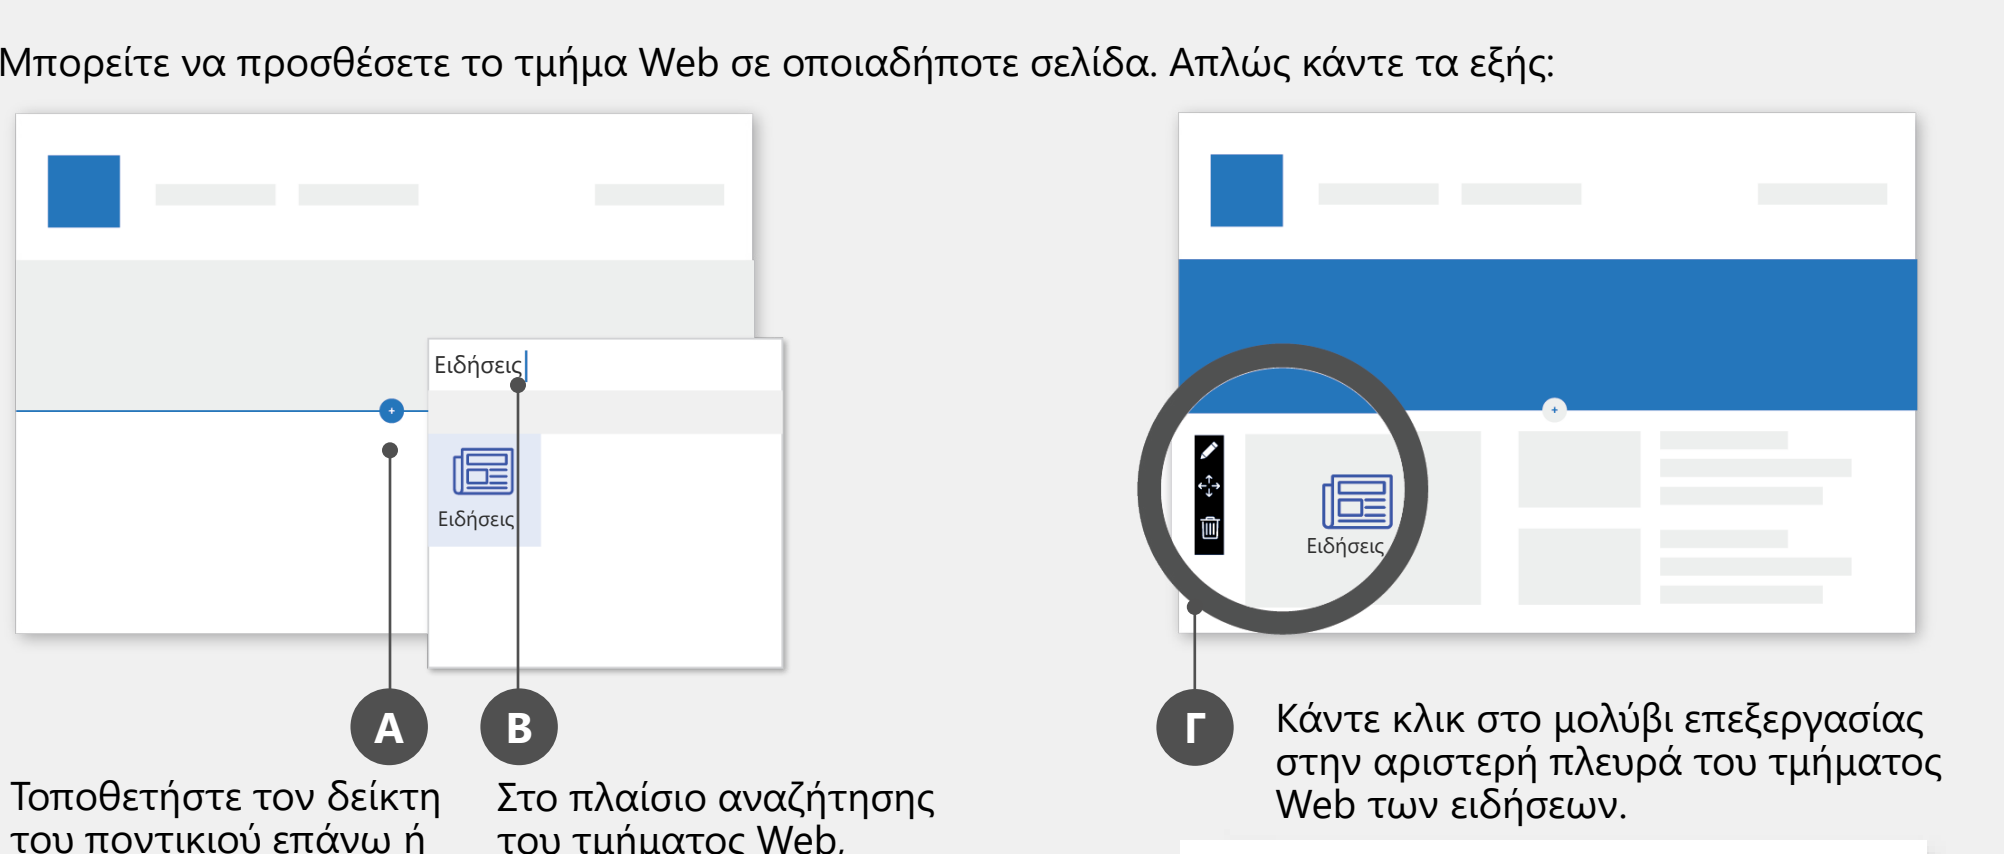 Μπορείτε να προσθέσετε το τμήμα Web σε οποιαδήποτε σελίδα. Απλώς κάντε τα εξής:
Ειδήσεις
Ειδήσεις
Α
Β
Τοποθετήστε τον δείκτη
του ποντικιού επάνω ή
Στο πλαίσιο αναζήτησης
του τμήματος Web,
Ειδήσεις
Γ
Κάντε κλικ στο μολύβι επεξεργασίας
στην αριστερή πλευρά του τμήματος
Web των ειδήσεων.